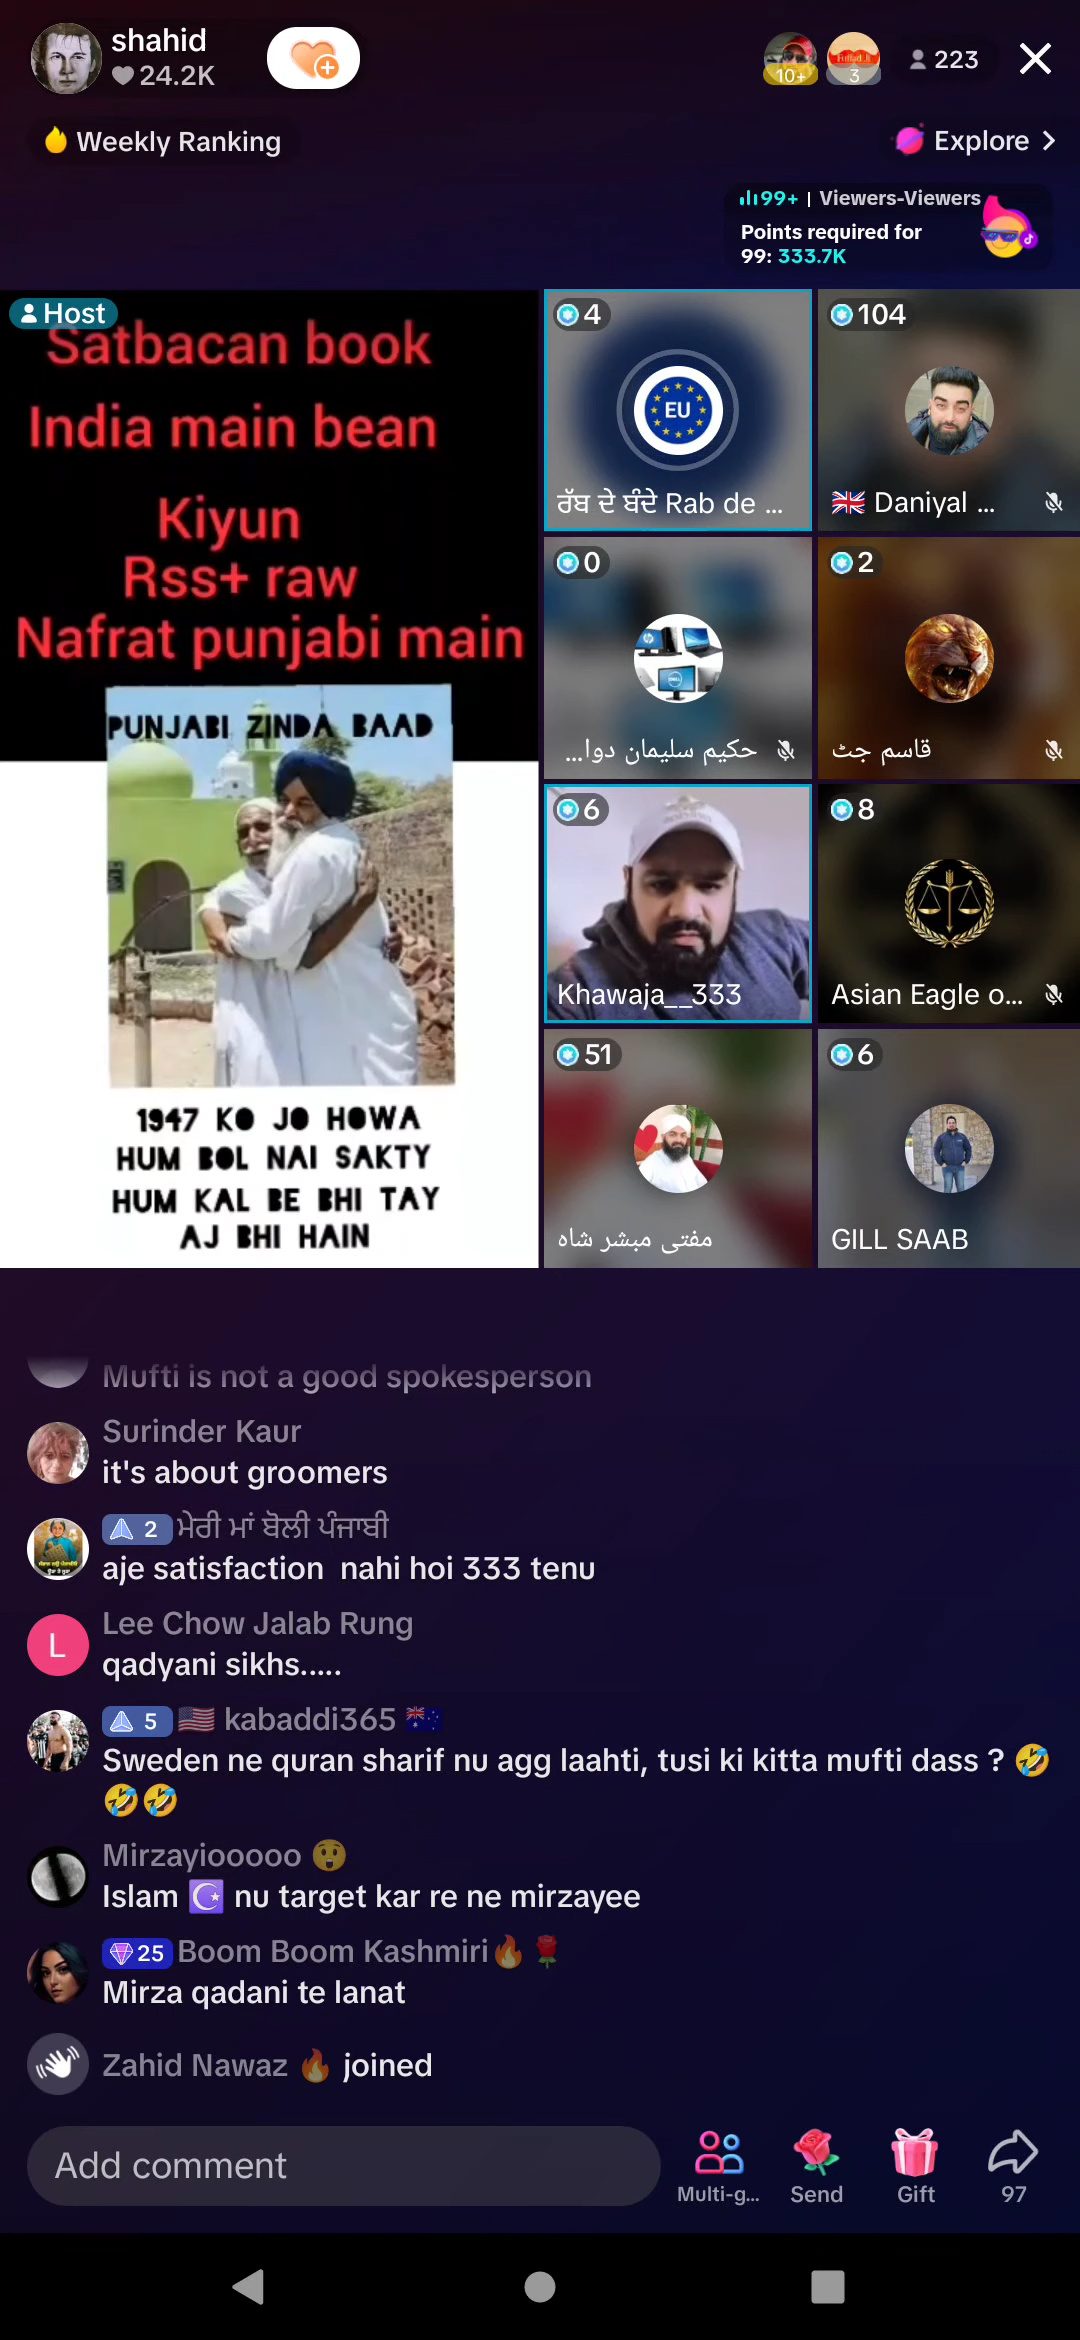 shahid
24.2K
10+
3
223
Weekly Ranking
Explore
99+ | Viewers-Viewers
Points required for
99: 333.7K
Host
Satbacan book
India main bean
Kiyun
Rss+ raw
Nafrat punjabi main
PUNJABI ZINDA BAAD
1947 KO JO HOWA
HUM BOL NAI SAKTY
HUM KAL BE BHI TAY
AJ BHI HAIN
4
EU
ਰੱਬ ਦੇ ਬੰਦੇ Rab de ...
104
🇬🇧 Daniyal ...
0
حکیم سلیمان دوا...
2
قاسم جٹ
6
Khawaja__333
8
Asian Eagle o...
51
مفتی مبشر شاہ
6
GILL SAAB
Mufti is not a good spokesperson
Surinder Kaur
it's about groomers
2 ਮੇਰੀ ਮਾਂ ਬੋਲੀ ਪੰਜਾਬੀ
aje satisfaction nahi hoi 333 tenu
L
Lee Chow Jalab Rung
qadyani sikhs.....
5 🇺🇸 kabaddi365 🇦🇺
Sweden ne quran sharif nu agg laahti, tusi ki kitta mufti dass ? 🤣
🤣🤣
Mirzayiooooo 😲
Islam ☪️ nu target kar re ne mirzayee
25 Boom Boom Kashmiri🔥🌹
Mirza qadani te lanat
Zahid Nawaz 🔥 joined
Add comment
Multi-g...
Send
Gift
97